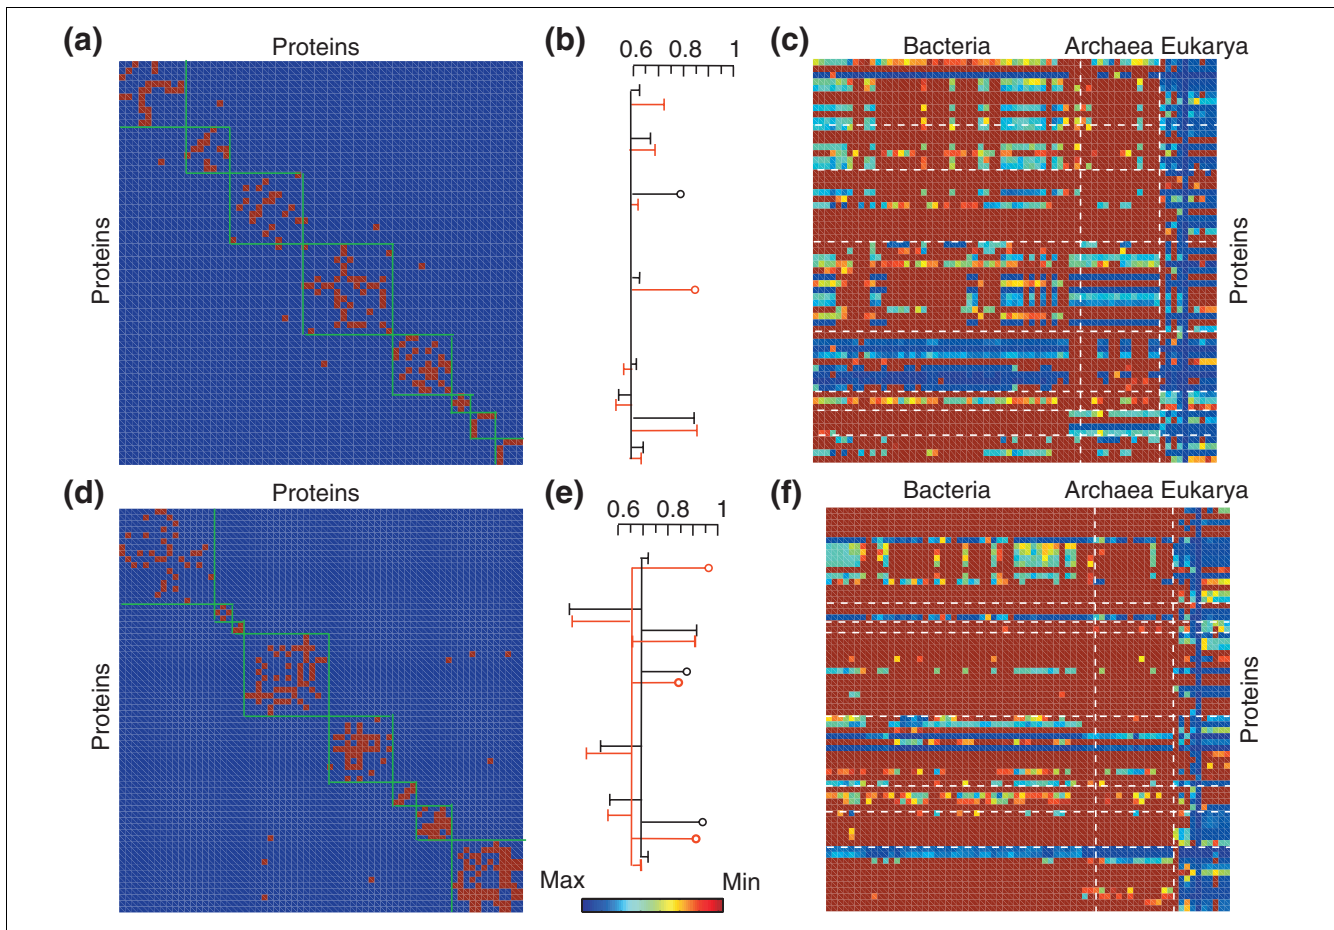 (a)
Proteins
(b)
0.6 0.8 1
(c)
Bacteria
Archaea
Eukarya
Proteins
Proteins
(d)
Proteins
(e)
0.6 0.8 1
(f)
Bacteria
Archaea
Eukarya
Proteins
Proteins
Max
Min